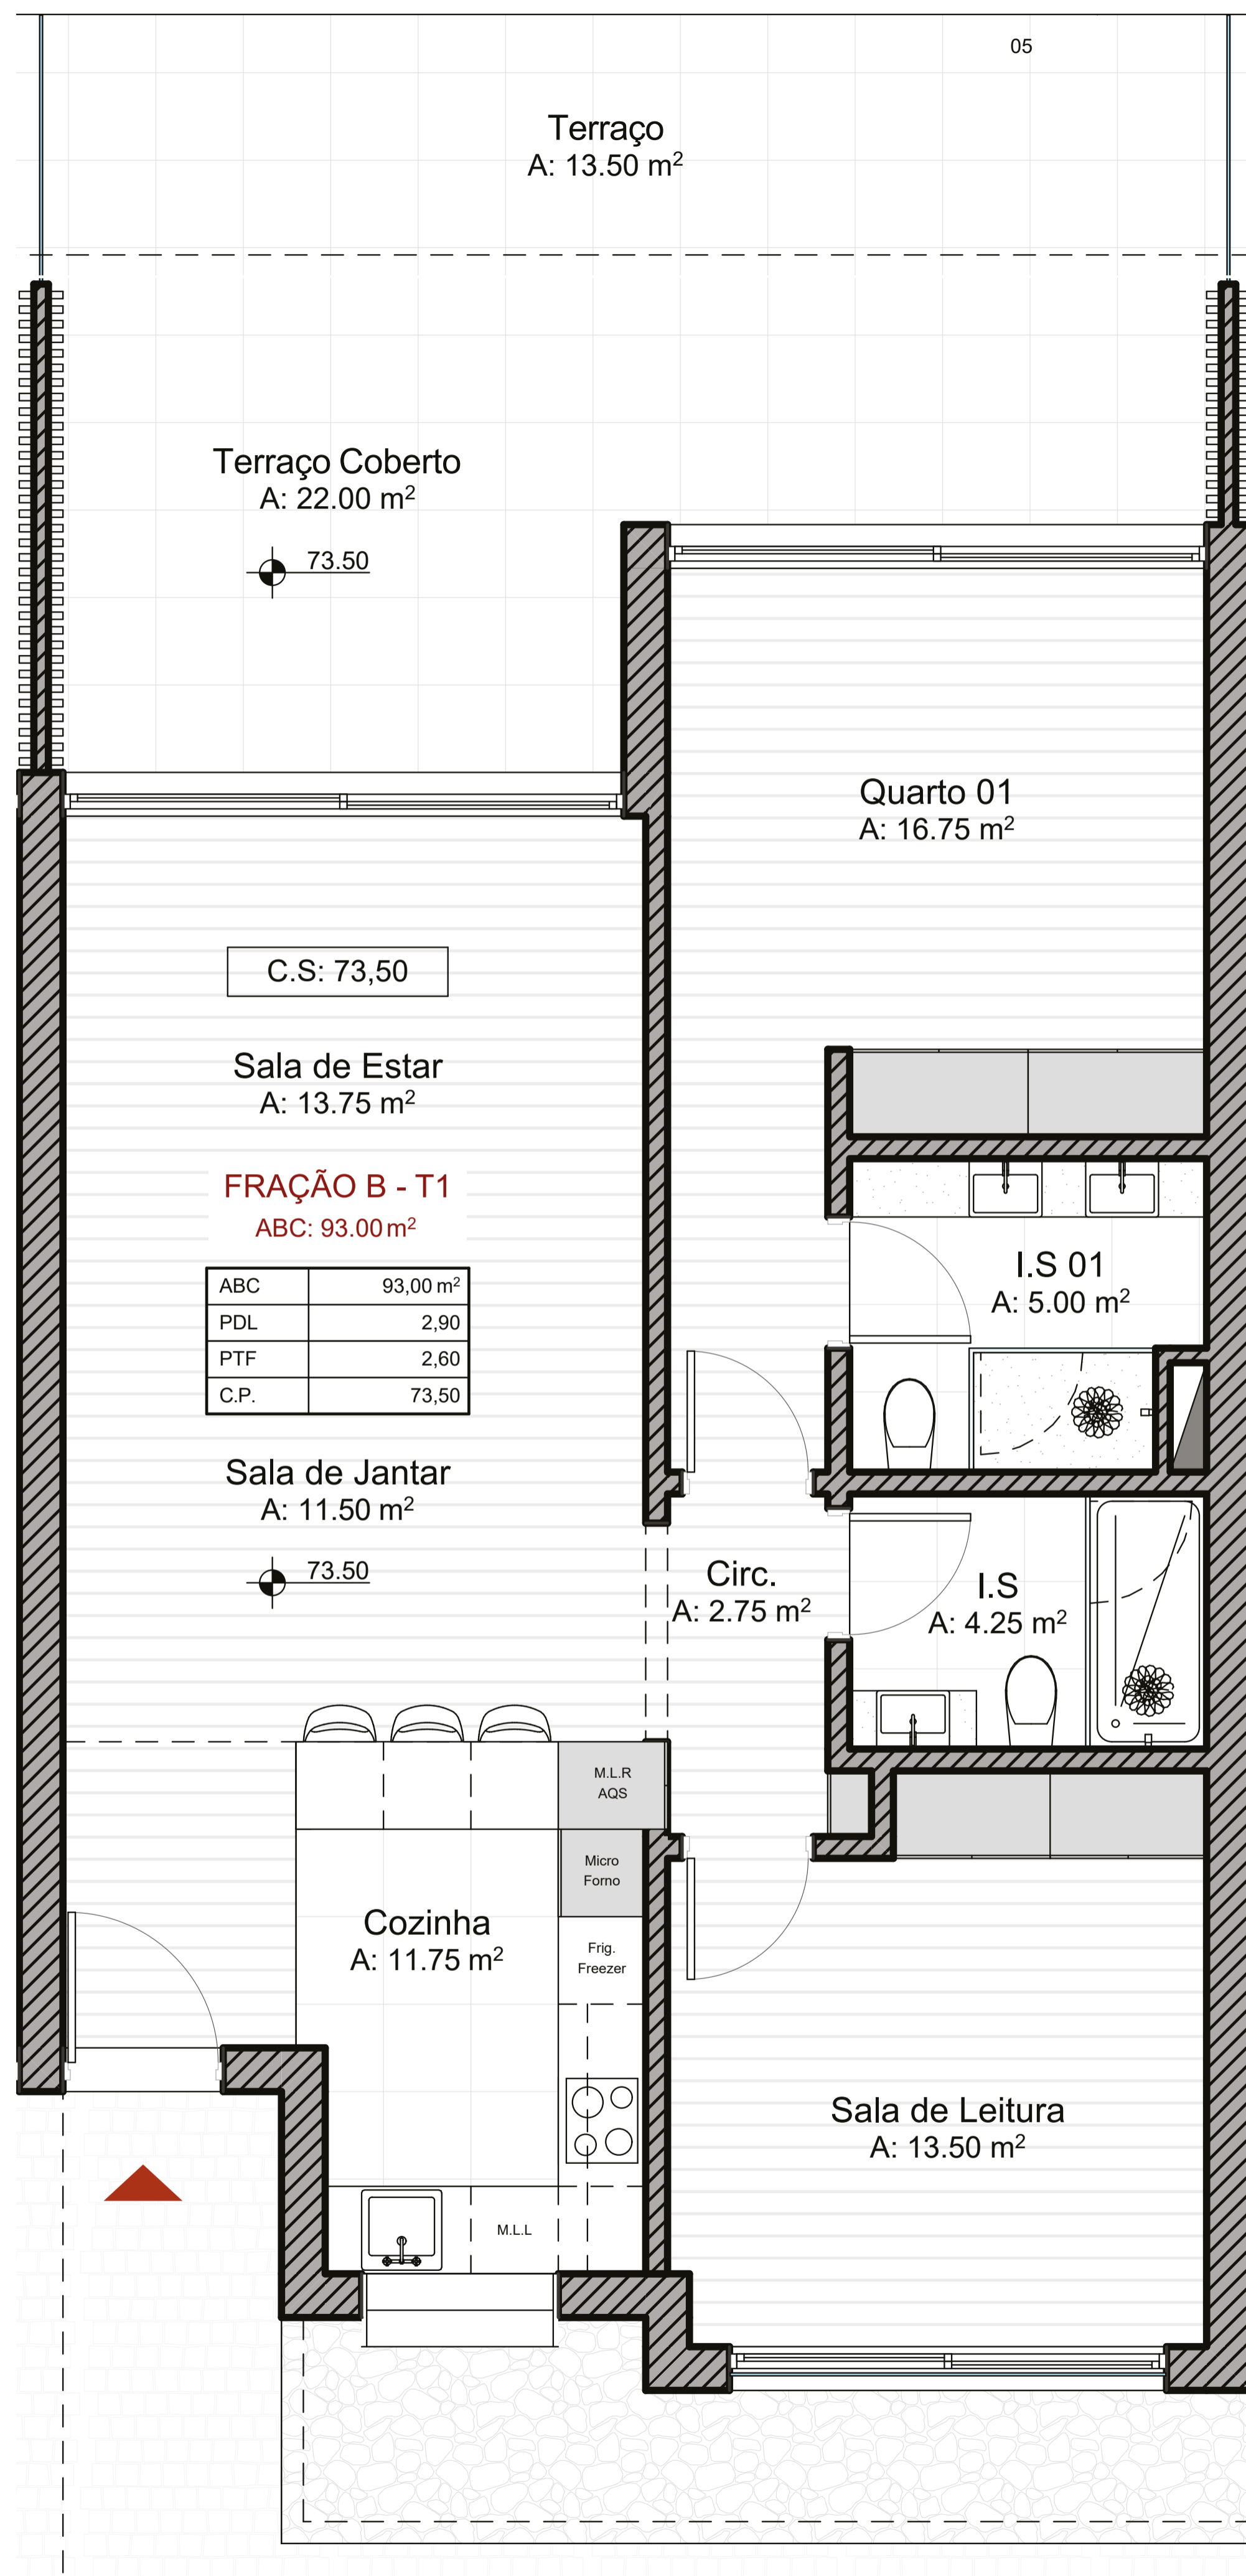 05
Terraço
A: 13.50 m²
Terraço Coberto
A: 22.00 m²
73.50
Quarto 01
A: 16.75 m²
C.S: 73,50
Sala de Estar
A: 13.75 m²
FRAÇÃO B - T1
ABC: 93.00 m²
ABC 93,00 m²
PDL 2,90
PTF 2,60
C.P. 73,50
I.S 01
A: 5.00 m²
Sala de Jantar
A: 11.50 m²
73.50
Circ.
A: 2.75 m²
I.S
A: 4.25 m²
M.L.R
AQS
Micro
Forno
Cozinha
A: 11.75 m²
Frig.
Freezer
Sala de Leitura
A: 13.50 m²
M.L.L